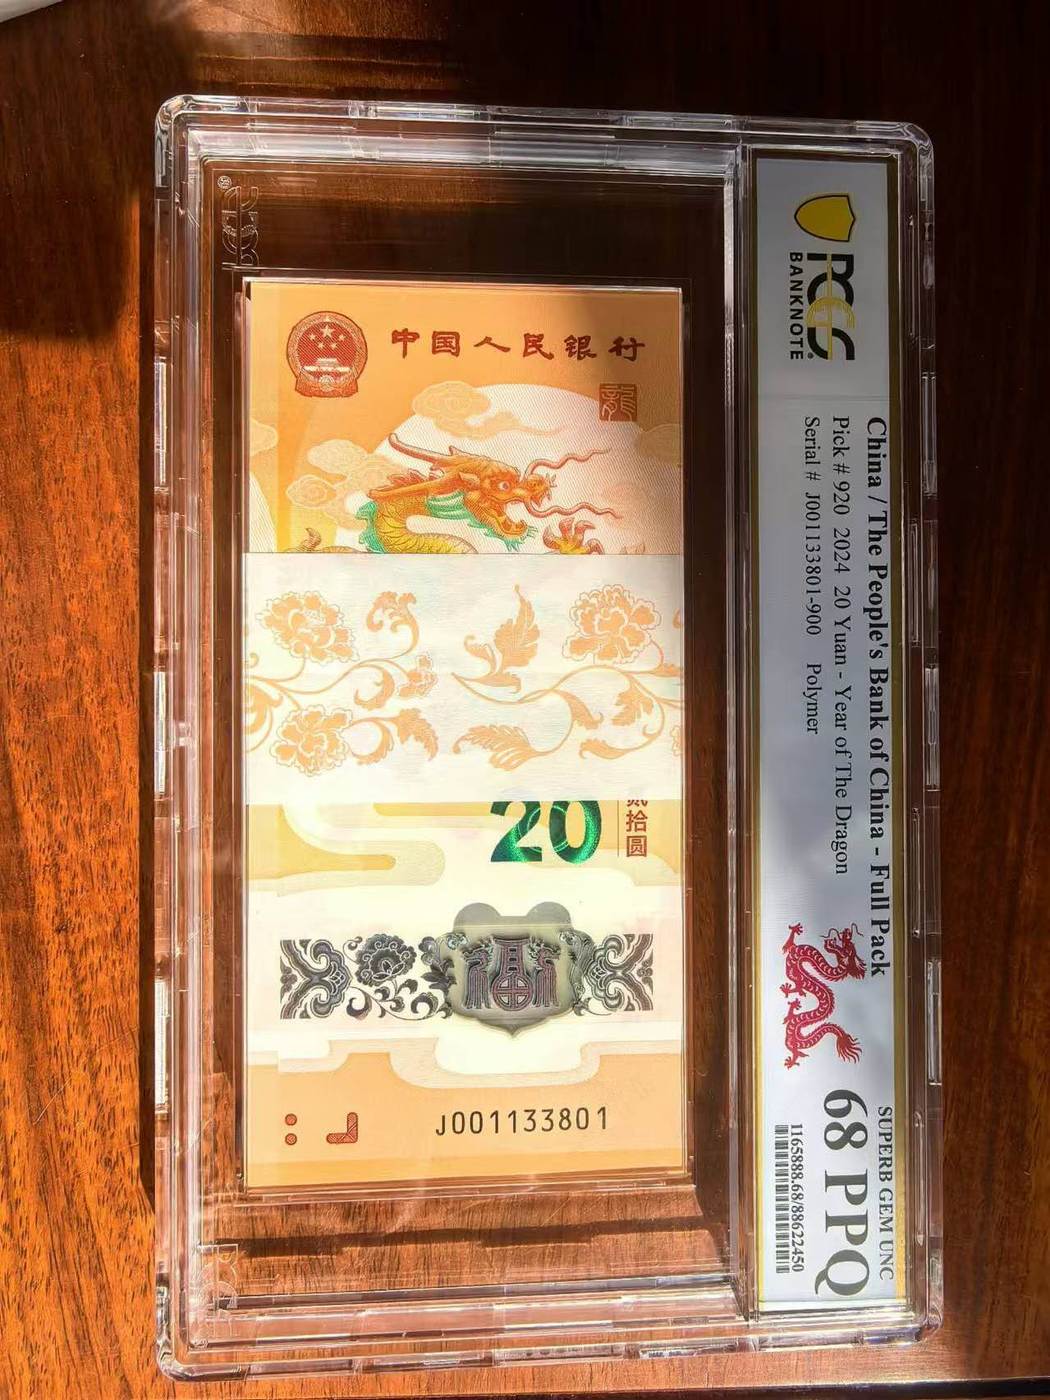 PCGS
BANKNOTE
China / The People's Bank of China - Full Pack
Pick # 920 2024 20 Yuan - Year of The Dragon
Serial # J001133801-900 Polymer
SUPERB GEM UNC
68 PPQ
1165888.68/88622450
中国人民银行
20
贰拾圆
J001133801